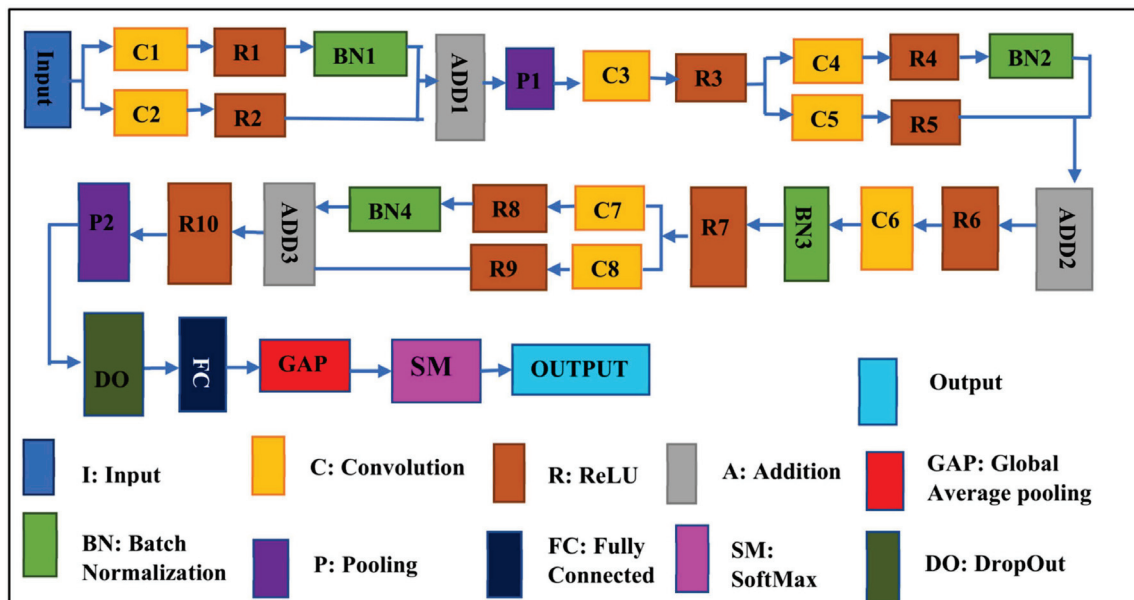 Input
C1
R1
BN1
C2
R2
ADD1
P1
C3
R3
C4
R4
BN2
C5
R5
P2
R10
ADD3
BN4
R8
C7
R9
C8
R7
BN3
C6
R6
ADD2
DO
FC
GAP
SM
OUTPUT
Output
I: Input
C: Convolution
R: ReLU
A: Addition
GAP: Global
Average pooling
BN: Batch
Normalization
P: Pooling
FC: Fully
Connected
SM:
SoftMax
DO: DropOut